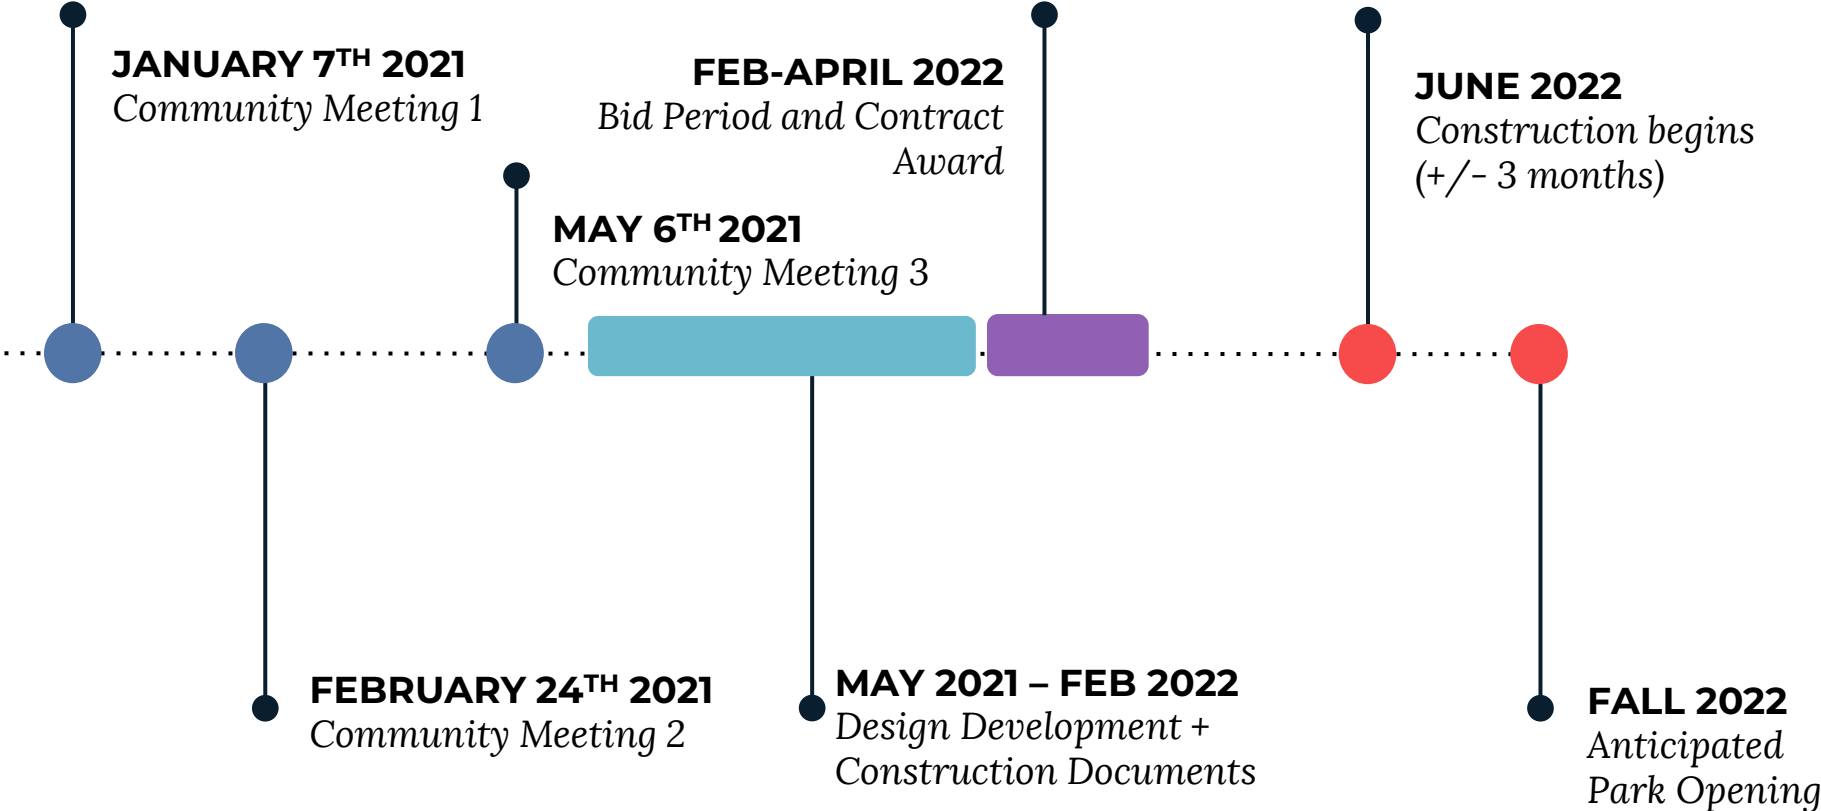 JANUARY 7TH 2021
Community Meeting 1
FEB-APRIL 2022
Bid Period and Contract
Award
JUNE 2022
Construction begins
(+/- 3 months)
MAY 6TH 2021
Community Meeting 3
FEBRUARY 24TH 2021
Community Meeting 2
MAY 2021 – FEB 2022
Design Development +
Construction Documents
FALL 2022
Anticipated
Park Opening